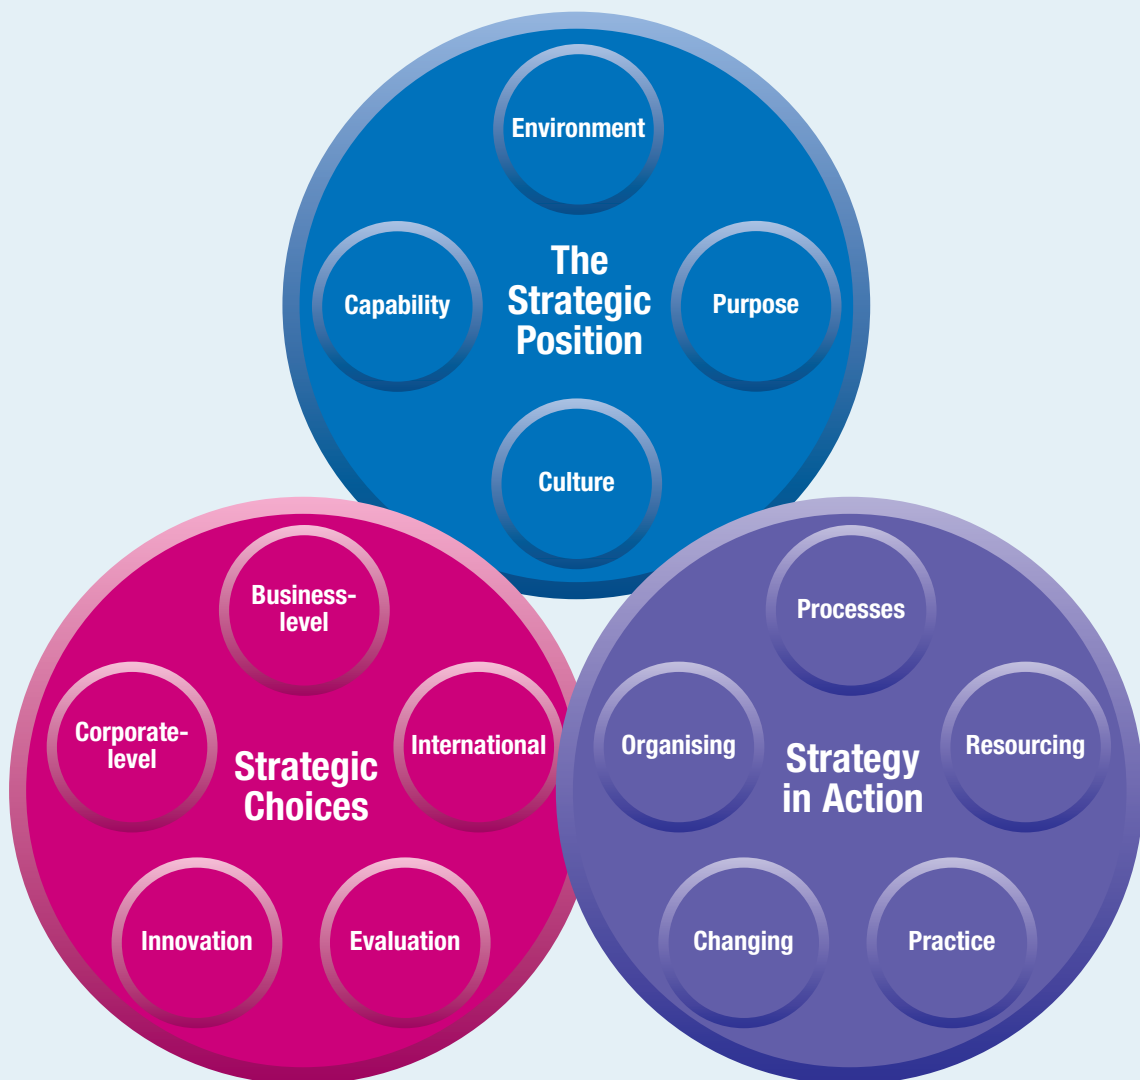 Environment
Capability
The
Strategic
Position
Purpose
Culture
Business-
level
Corporate-
level
International
Strategic
Choices
Innovation
Evaluation
Processes
Organising
Resourcing
Strategy
in Action
Changing
Practice